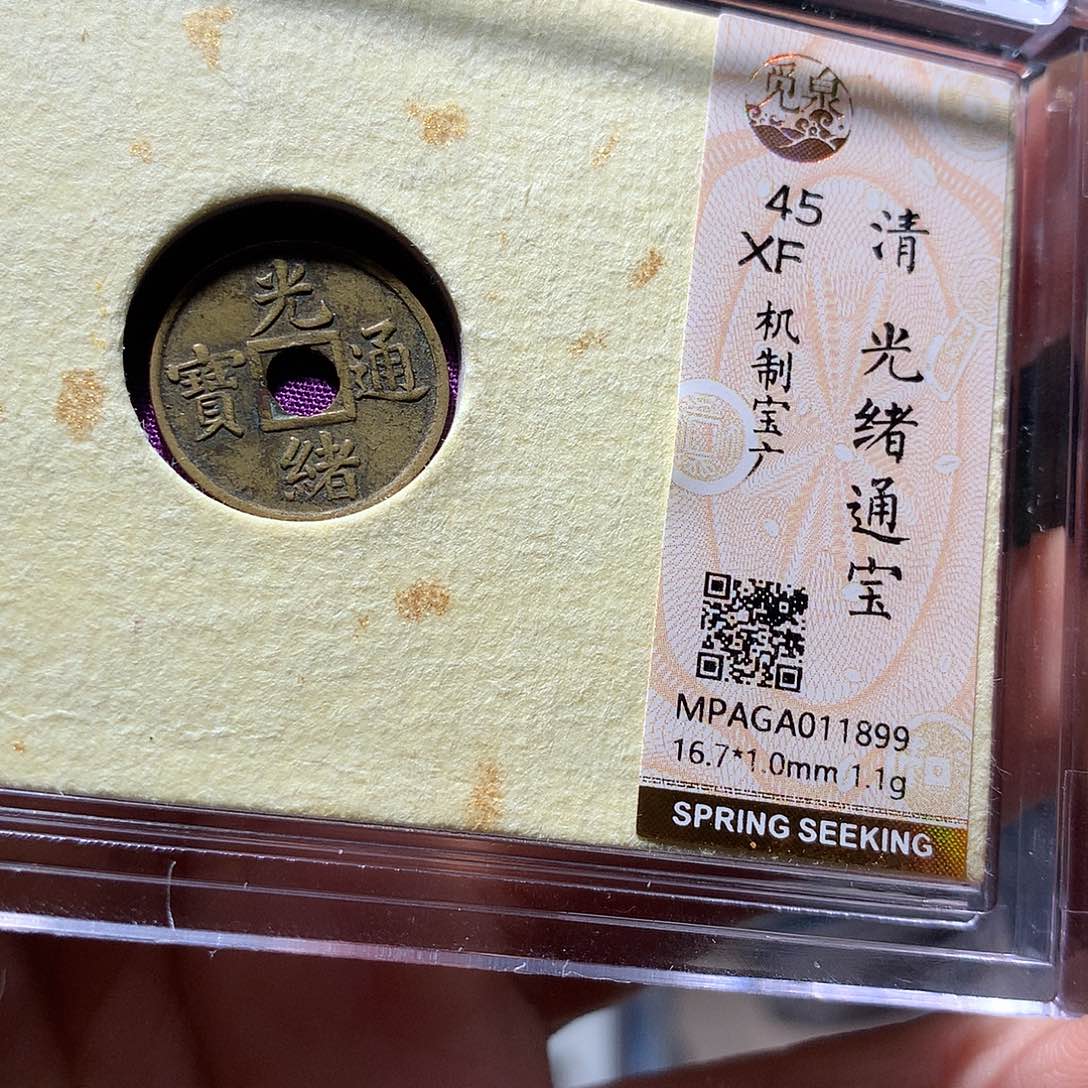 光緒通寶
觅泉
清 光绪通宝
45
XF
机制宝广
MPAGA011899
16.7*1.0mm 1.1g
SPRING SEEKING